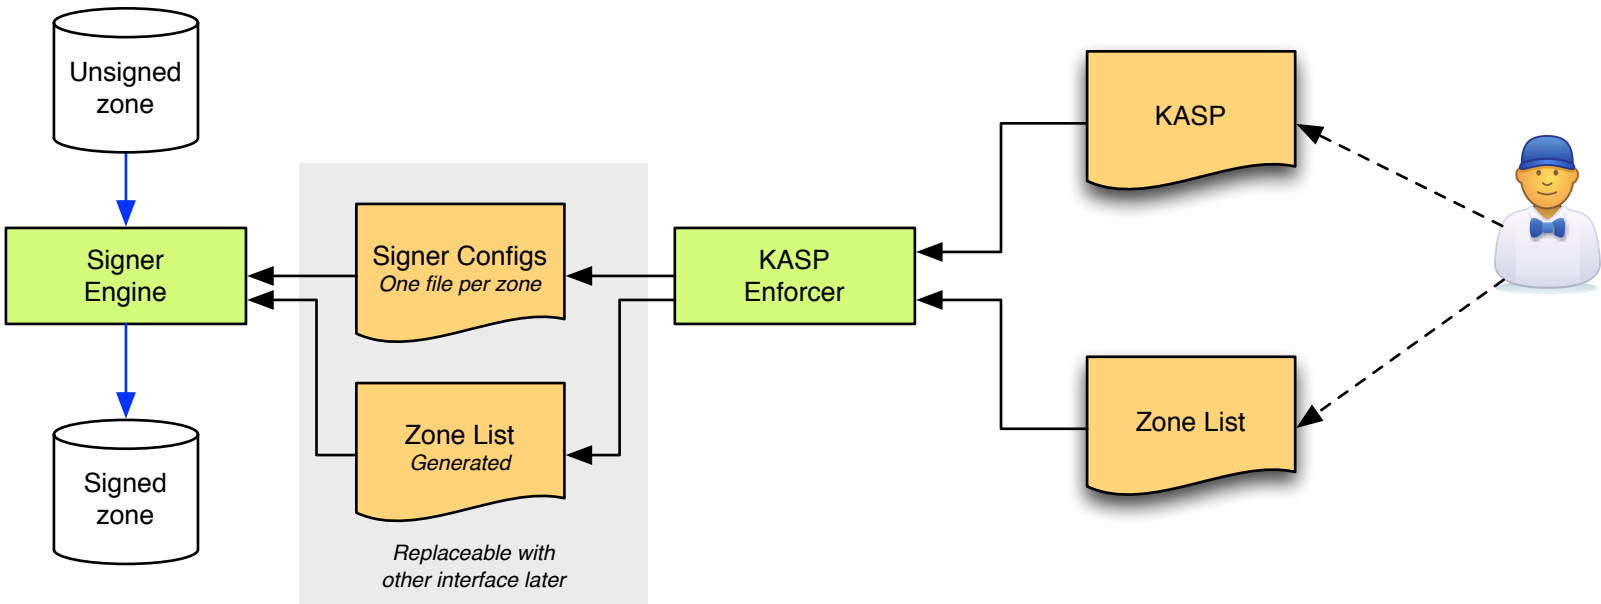 Unsigned
zone
Signer
Engine
Signed
zone
Signer Configs
One file per zone
Zone List
Generated
Replaceable with
other interface later
KASP
Enforcer
KASP
Zone List